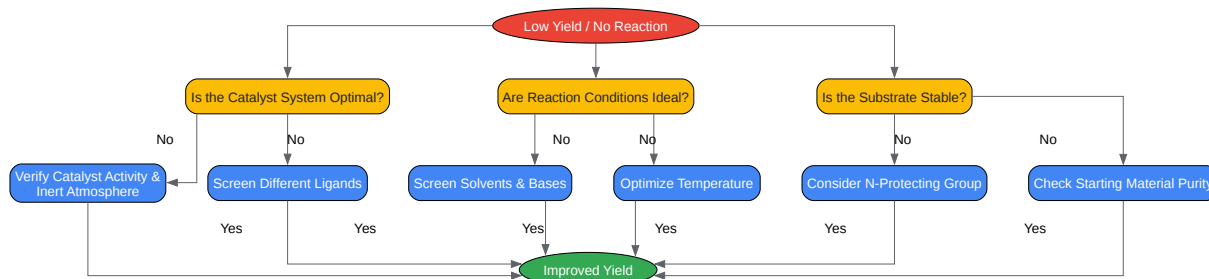 Low Yield / No Reaction
Is the Catalyst System Optimal?
Are Reaction Conditions Ideal?
Is the Substrate Stable?
No
No
No
No
No
No
Verify Catalyst Activity &
Inert Atmosphere
Screen Different Ligands
Screen Solvents & Bases
Optimize Temperature
Consider N-Protecting Group
Check Starting Material Purity
Yes
Yes
Yes
Yes
Yes
Yes
Improved Yield